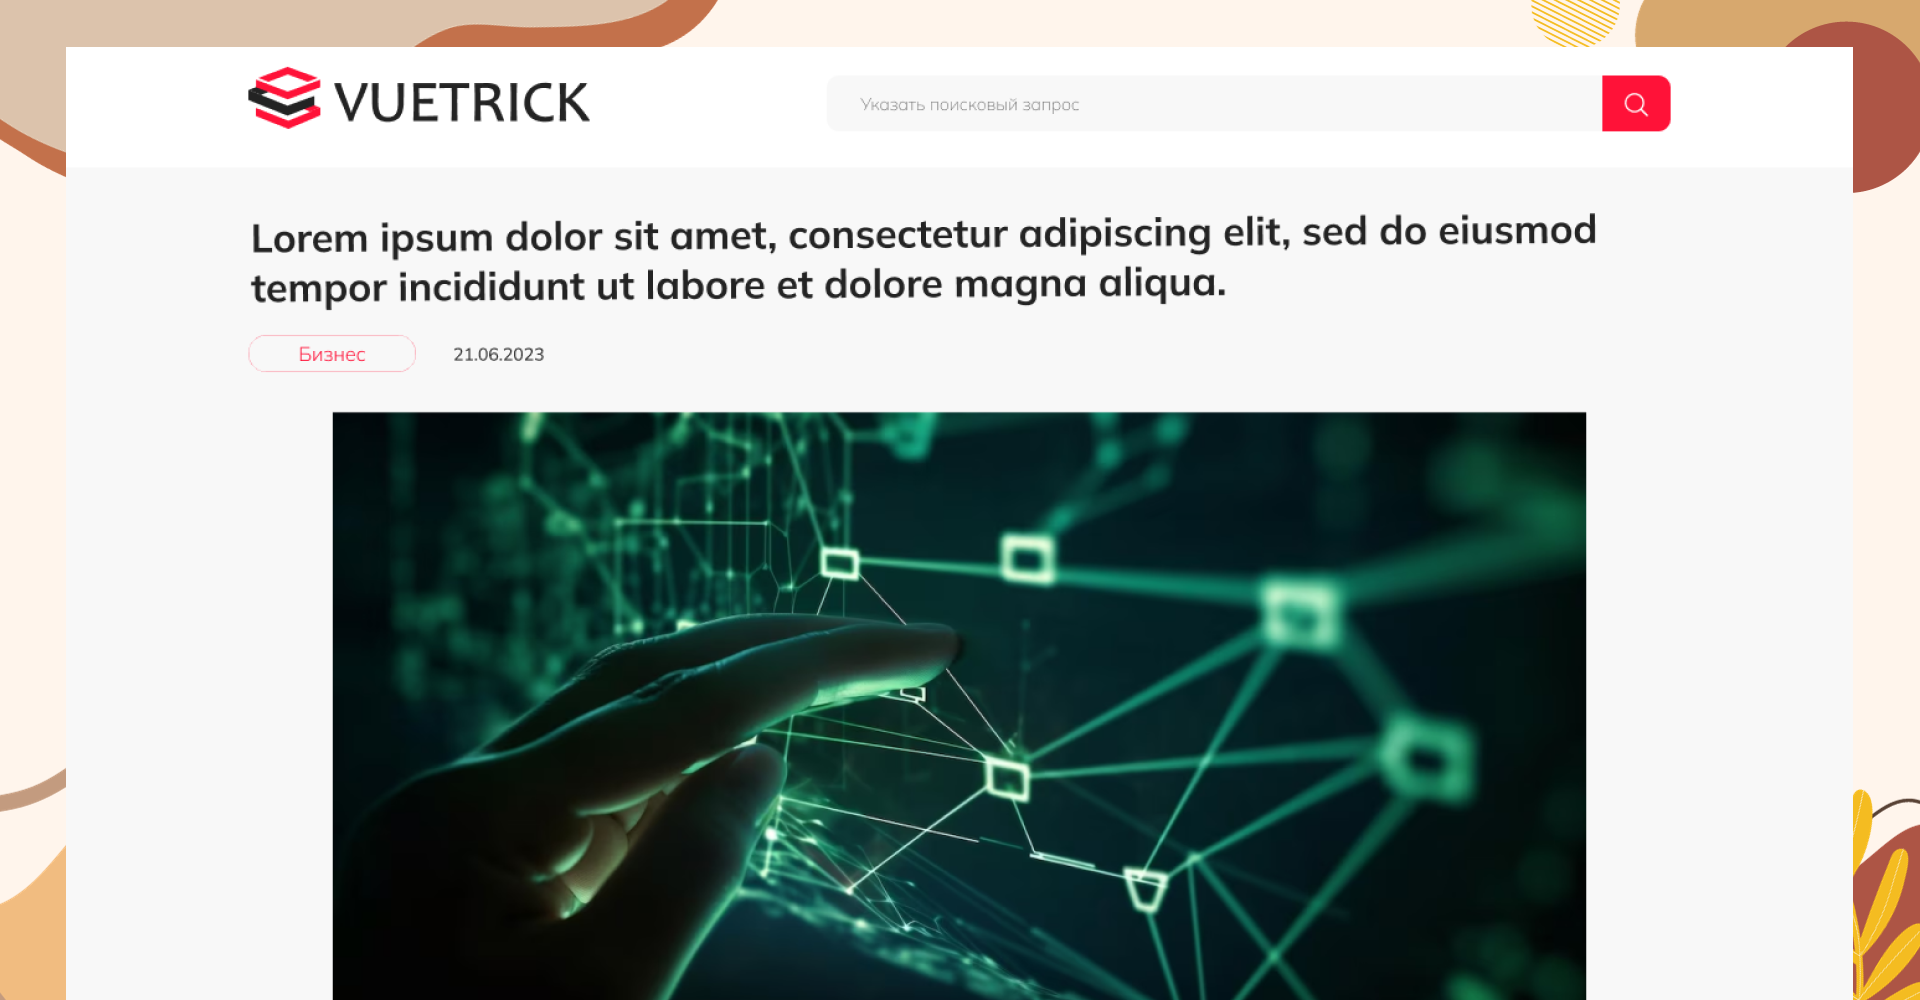 VUETRICK
Указать поисковый запрос
Lorem ipsum dolor sit amet, consectetur adipiscing elit, sed do eiusmod
tempor incididunt ut labore et dolore magna aliqua.
Бизнес
21.06.2023